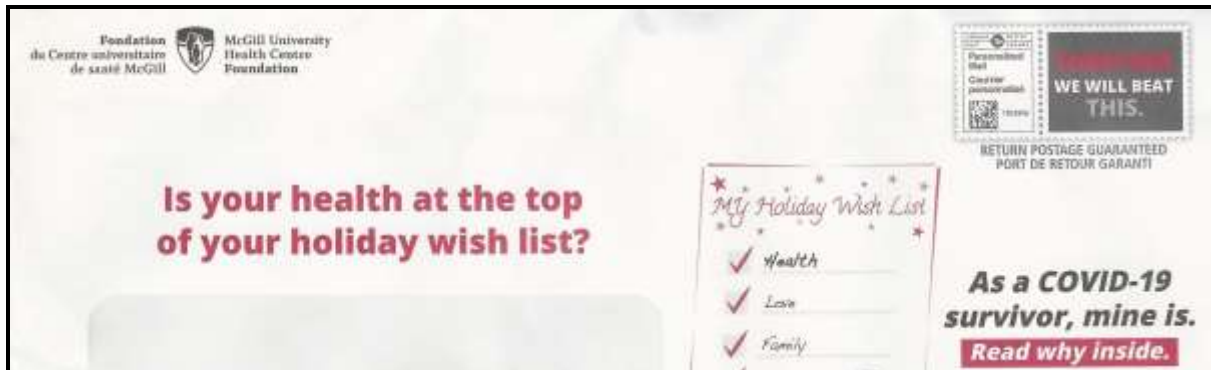 Fondation
du Centre universitaire
de santé McGill
McGill University
Health Centre
Foundation
Personalized
Mail
Courrier
personnalisé
WE WILL BEAT
THIS.
RETURN POSTAGE GUARANTEED
PORT DE RETOUR GARANTI
Is your health at the top
of your holiday wish list?
My Holiday Wish List
Health
Love
Family
As a COVID-19
survivor, mine is.
Read why inside.